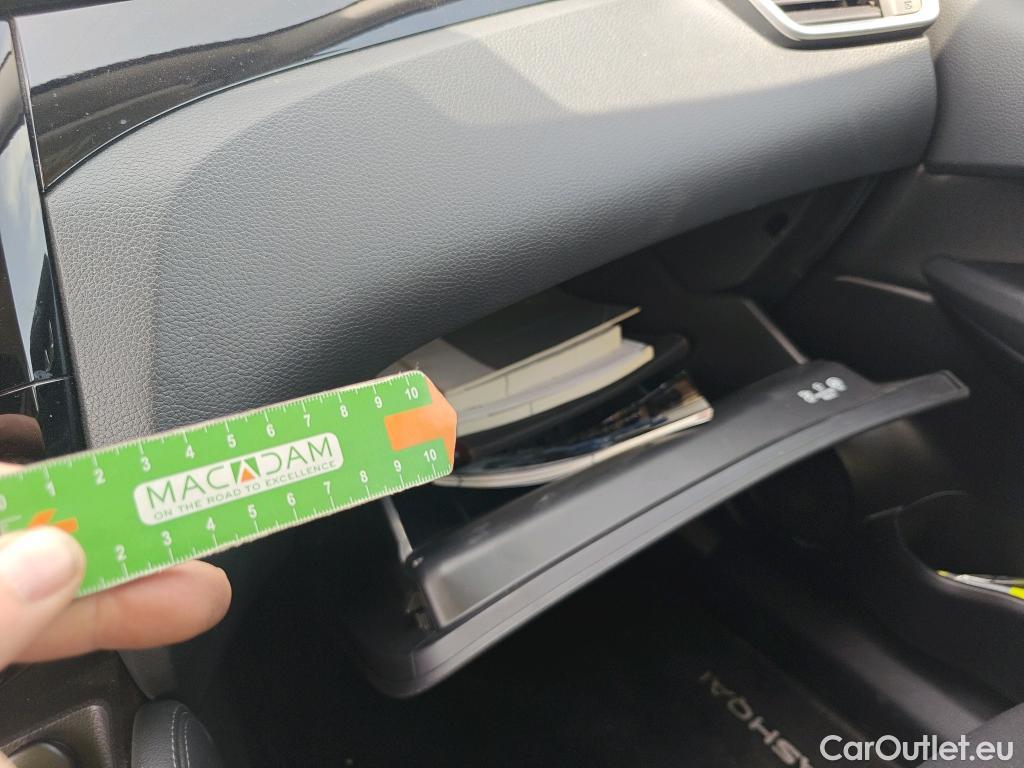 1 2 3 4 5 6 7 8 9 10
MACADAM
ON THE ROAD TO EXCELLENCE
2 3 4 5 6 7 8 9 10
ASHQAI
CarOutlet.eu